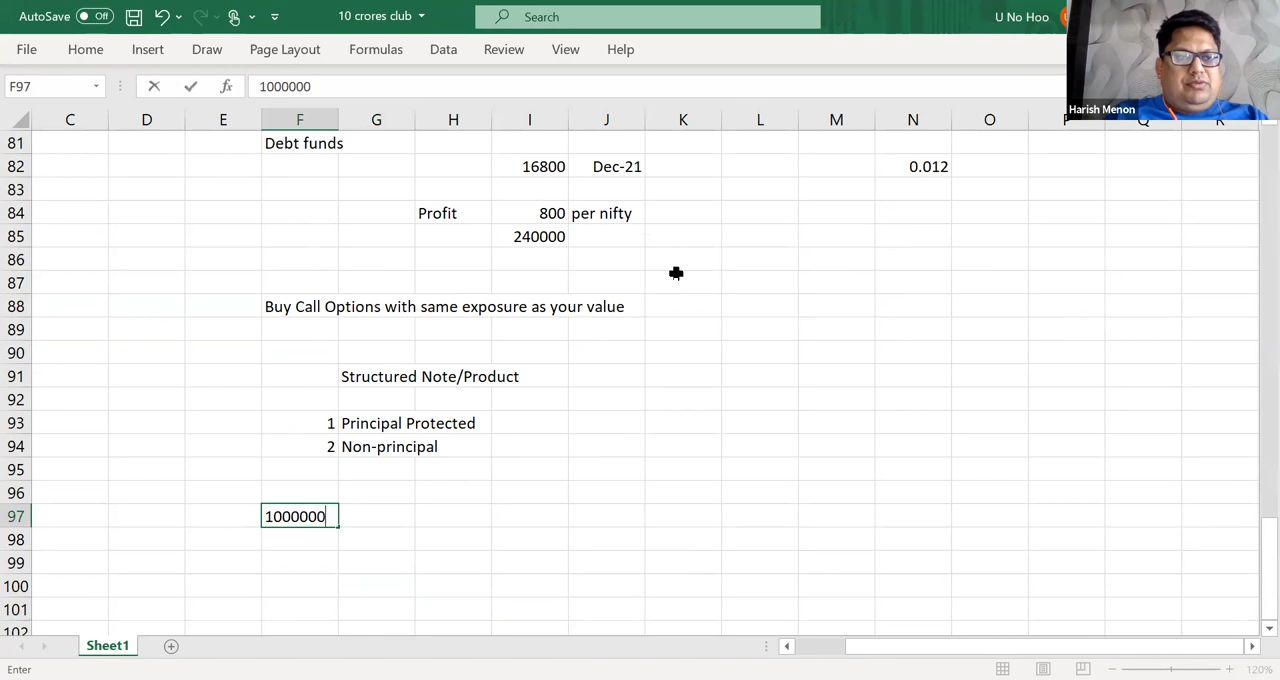 AutoSave Off 10 crores club Search U No Hoo
File Home Insert Draw Page Layout Formulas Data Review View Help
F97 fx 1000000
Harish Menon
C D E F G H I J K L M N O
81 Debt funds
82 16800 Dec-21 0.012
83
84 Profit 800 per nifty
85 240000
86
87
88 Buy Call Options with same exposure as your value
89
90
91 Structured Note/Product
92
93 1 Principal Protected
94 2 Non-principal
95
96
97 1000000
98
99
100
101
102
Sheet1
Enter 120%